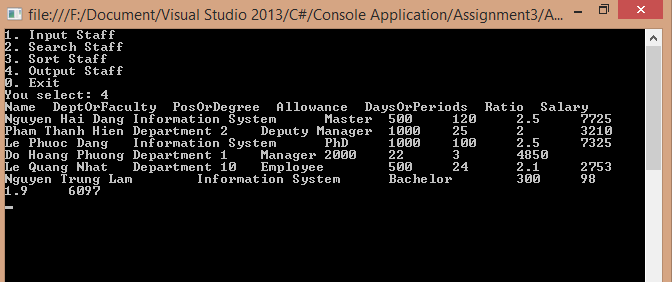 file:///F:/Document/Visual Studio 2013/C#/Console Application/Assignment3/A...
1. Input Staff
2. Search Staff
3. Sort Staff
4. Output Staff
0. Exit
You select: 4
Name DeptOrFaculty PosOrDegree Allowance DaysOrPeriods Ratio Salary
Nguyen Hai Dang Information System Master 500 120 2.5 7725
Pham Thanh Hien Department 2 Deputy Manager 1000 25 2 3210
Le Phuoc Dang Information System PhD 1000 100 2.5 7325
Do Hoang Phuong Department 1 Manager 2000 22 3 4850
Le Quang Nhat Department 10 Employee 500 24 2.1 2753
Nguyen Trung Lam Information System Bachelor 300 98
1.9 6097